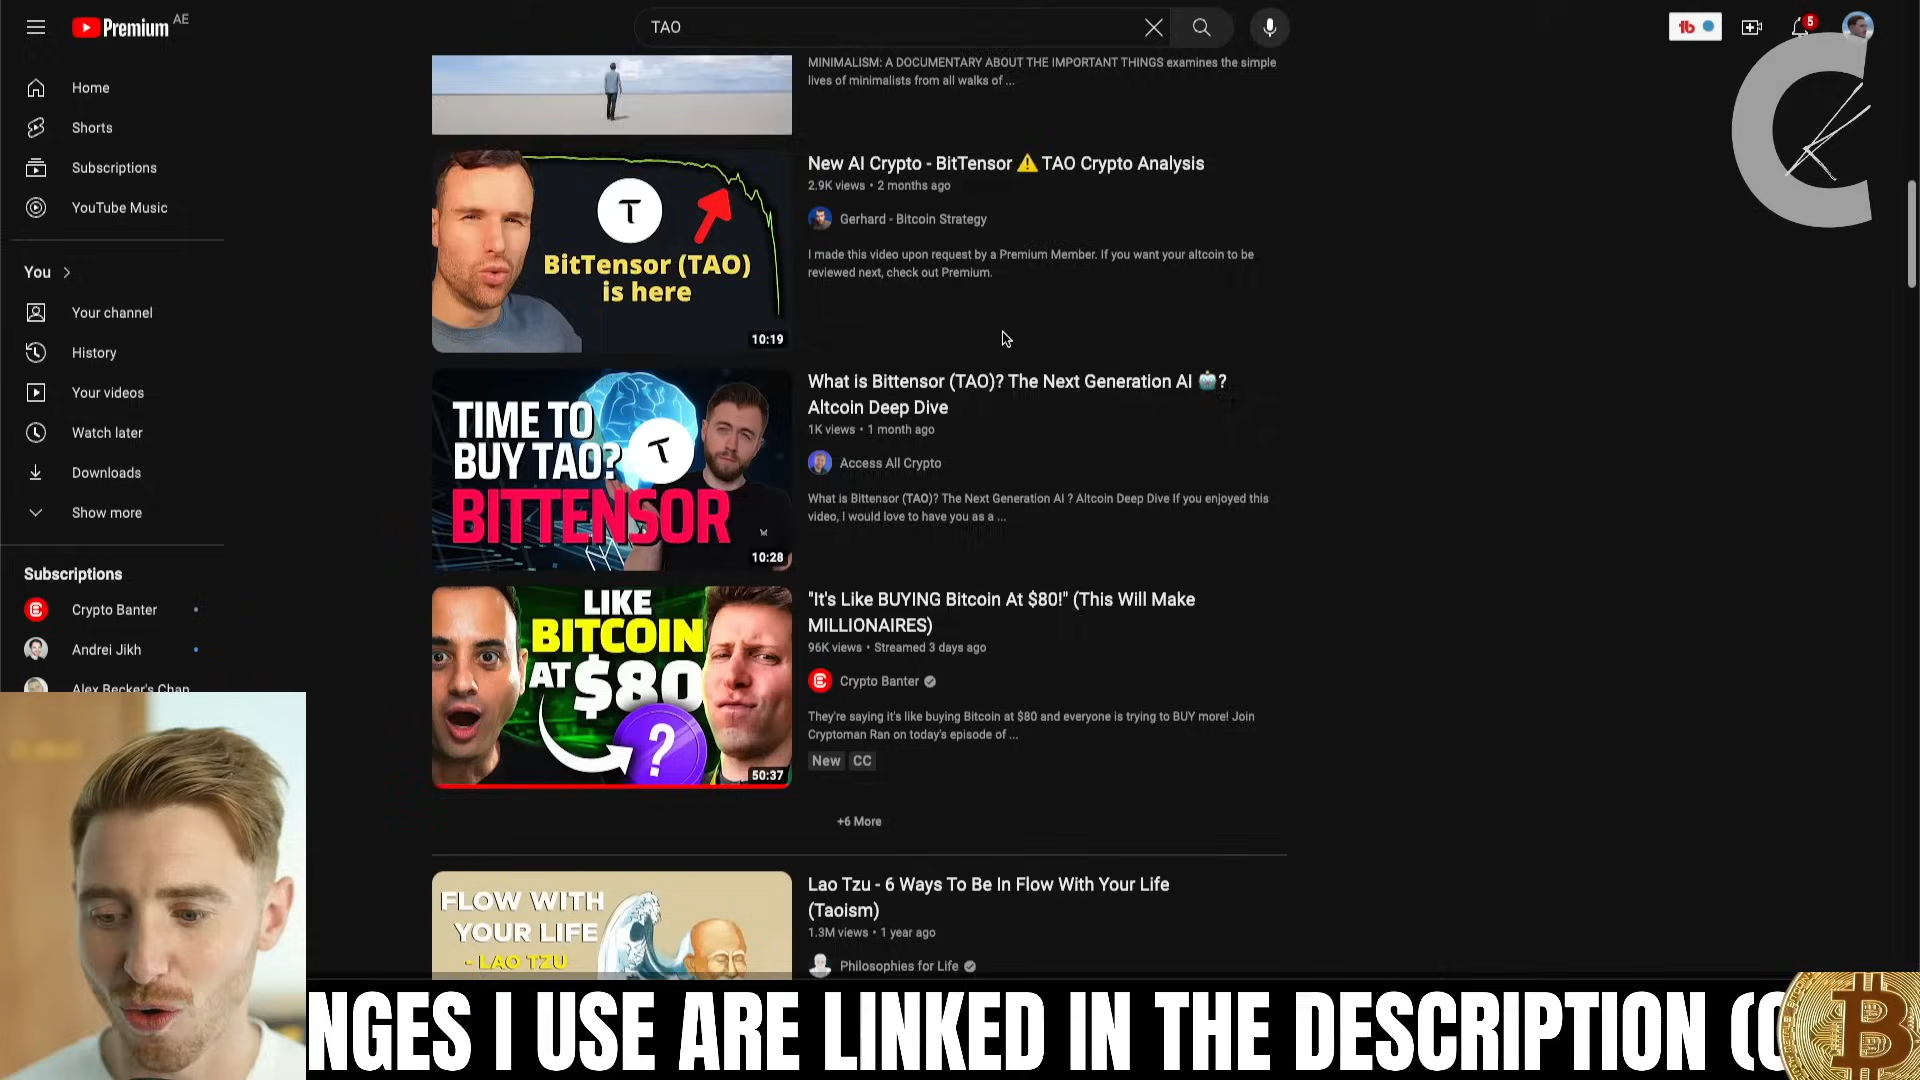 Premium AE
TAO
5
Home
Shorts
Subscriptions
YouTube Music
You
Your channel
History
Your videos
Watch later
Downloads
Show more
Subscriptions
Crypto Banter
Andrei Jikh
Alex Becker's Chan
MINIMALISM: A DOCUMENTARY ABOUT THE IMPORTANT THINGS examines the simple
lives of minimalists from all walks of ...
BitTensor (TAO)
is here
10:19
New AI Crypto - BitTensor ⚠️ TAO Crypto Analysis
2.9K views • 2 months ago
Gerhard - Bitcoin Strategy
I made this video upon request by a Premium Member. If you want your altcoin to be
reviewed next, check out Premium.
TIME TO
BUY TAO?
BITTENSOR
10:28
What is Bittensor (TAO)? The Next Generation AI 🤖?
Altcoin Deep Dive
1K views • 1 month ago
Access All Crypto
What is Bittensor (TAO)? The Next Generation AI ? Altcoin Deep Dive If you enjoyed this
video, I would love to have you as a ...
LIKE
BITCOIN
AT $80
?
50:37
"It's Like BUYING Bitcoin At $80!" (This Will Make
MILLIONAIRES)
96K views • Streamed 3 days ago
Crypto Banter
They're saying it's like buying Bitcoin at $80 and everyone is trying to BUY more! Join
Cryptoman Ran on today's episode of ...
New CC
+6 More
FLOW WITH
YOUR LIFE
- LAO TZU
Lao Tzu - 6 Ways To Be In Flow With Your Life
(Taoism)
1.3M views • 1 year ago
Philosophies for Life
NGES I USE ARE LINKED IN THE DESCRIPTION (